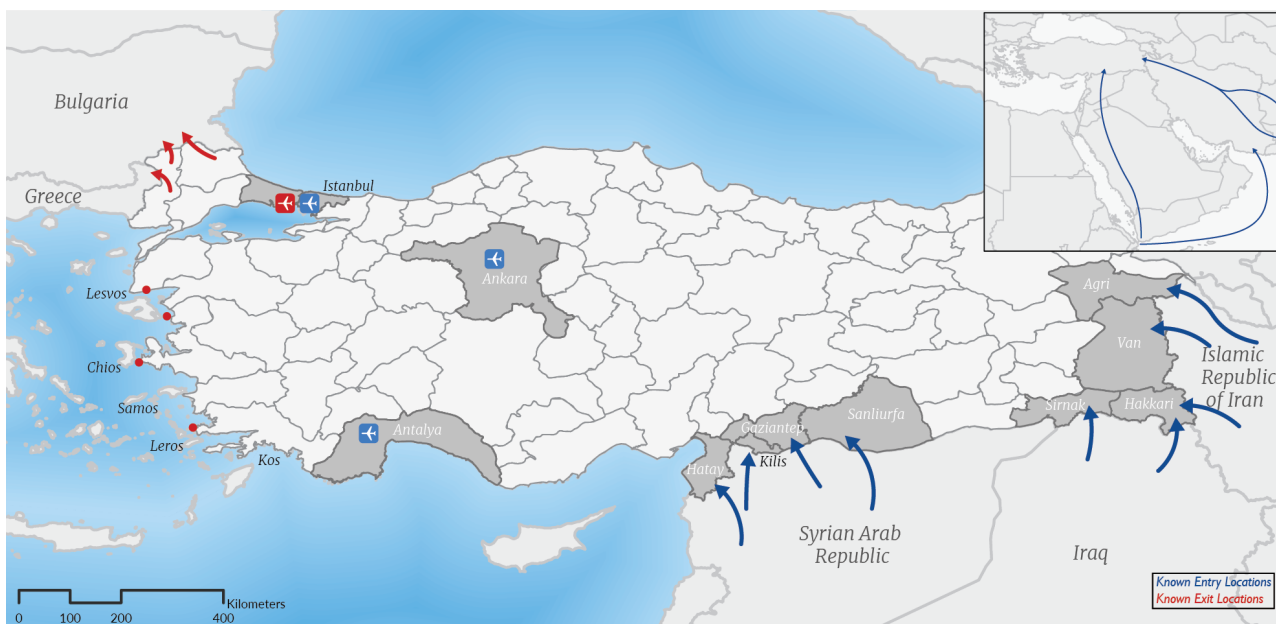 Bulgaria
Greece
Istanbul
Ankara
Lesvos
Chios
Samos
Leros
Kos
Antalya
Hatay
Gaziantep
Kilis
Sanliurfa
Agri
Van
Sirnak
Hakkari
Islamic
Republic
of Iran
Syrian Arab
Republic
Iraq
Kilometers
0 100 200 400
Known Entry Locations
Known Exit Locations